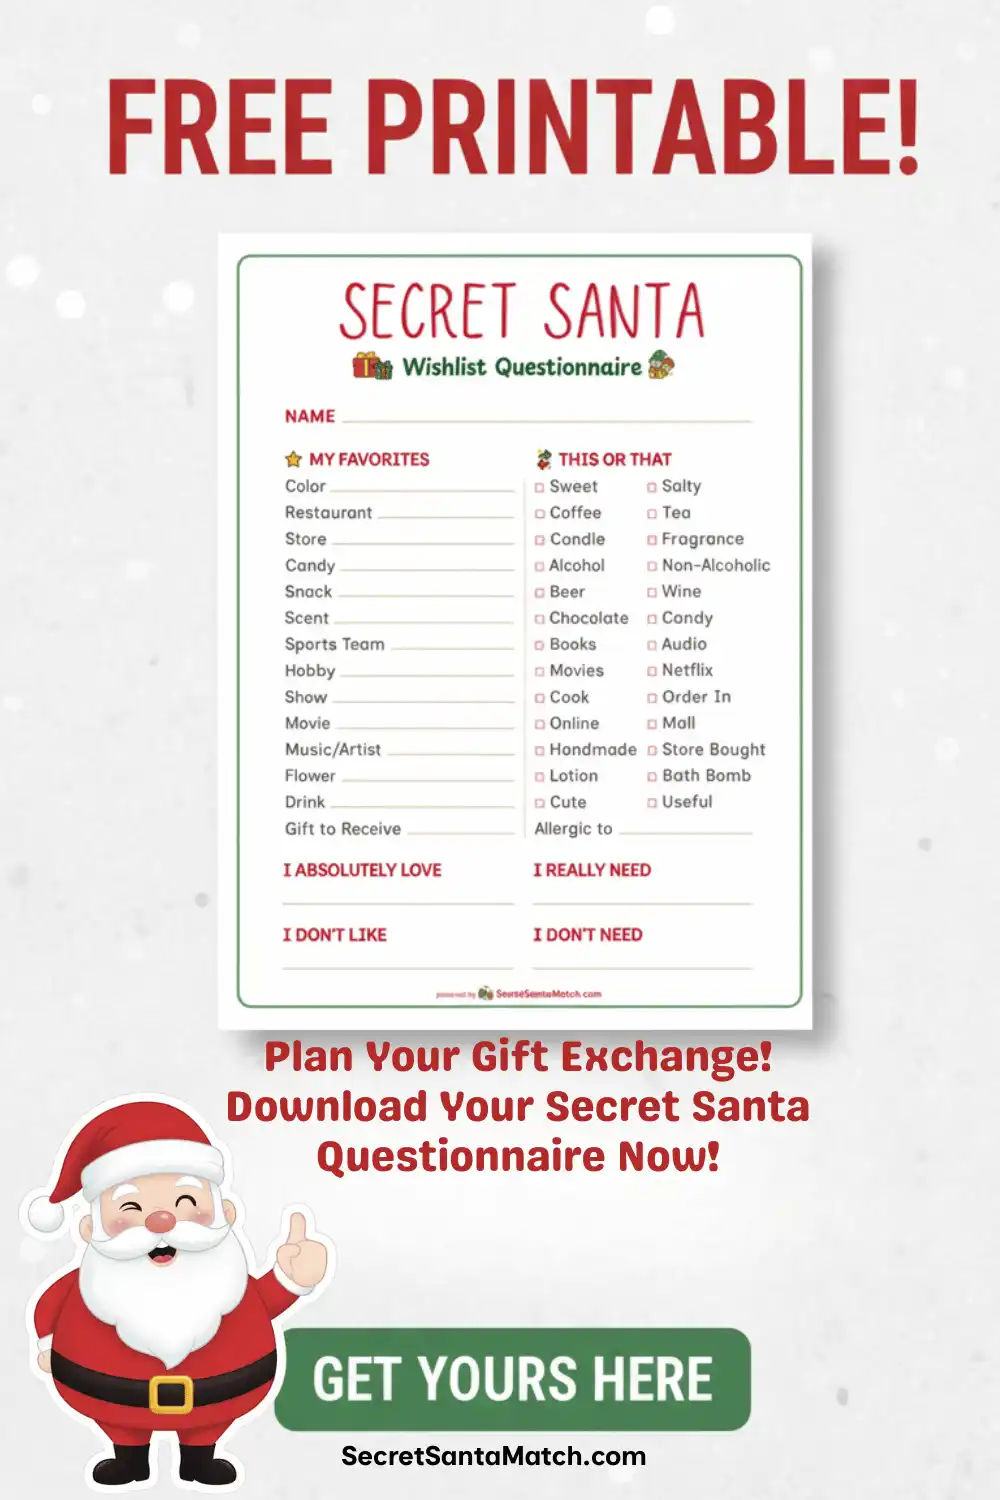 FREE PRINTABLE!
SECRET SANTA
Wishlist Questionnaire
NAME
MY FAVORITES
Color
Restaurant
Store
Candy
Snack
Scent
Sports Team
Hobby
Show
Movie
Music/Artist
Flower
Drink
Gift to Receive
THIS OR THAT
Sweet Salty
Coffee Tea
Candle Fragrance
Alcohol Non-Alcoholic
Beer Wine
Chocolate Candy
Books Audio
Movies Netflix
Cook Order In
Online Mall
Handmade Store Bought
Lotion Bath Bomb
Cute Useful
Allergic to
I ABSOLUTELY LOVE
I REALLY NEED
I DON'T LIKE
I DON'T NEED
powered by SecretSantaMatch.com
Plan Your Gift Exchange!
Download Your Secret Santa
Questionnaire Now!
GET YOURS HERE
SecretSantaMatch.com